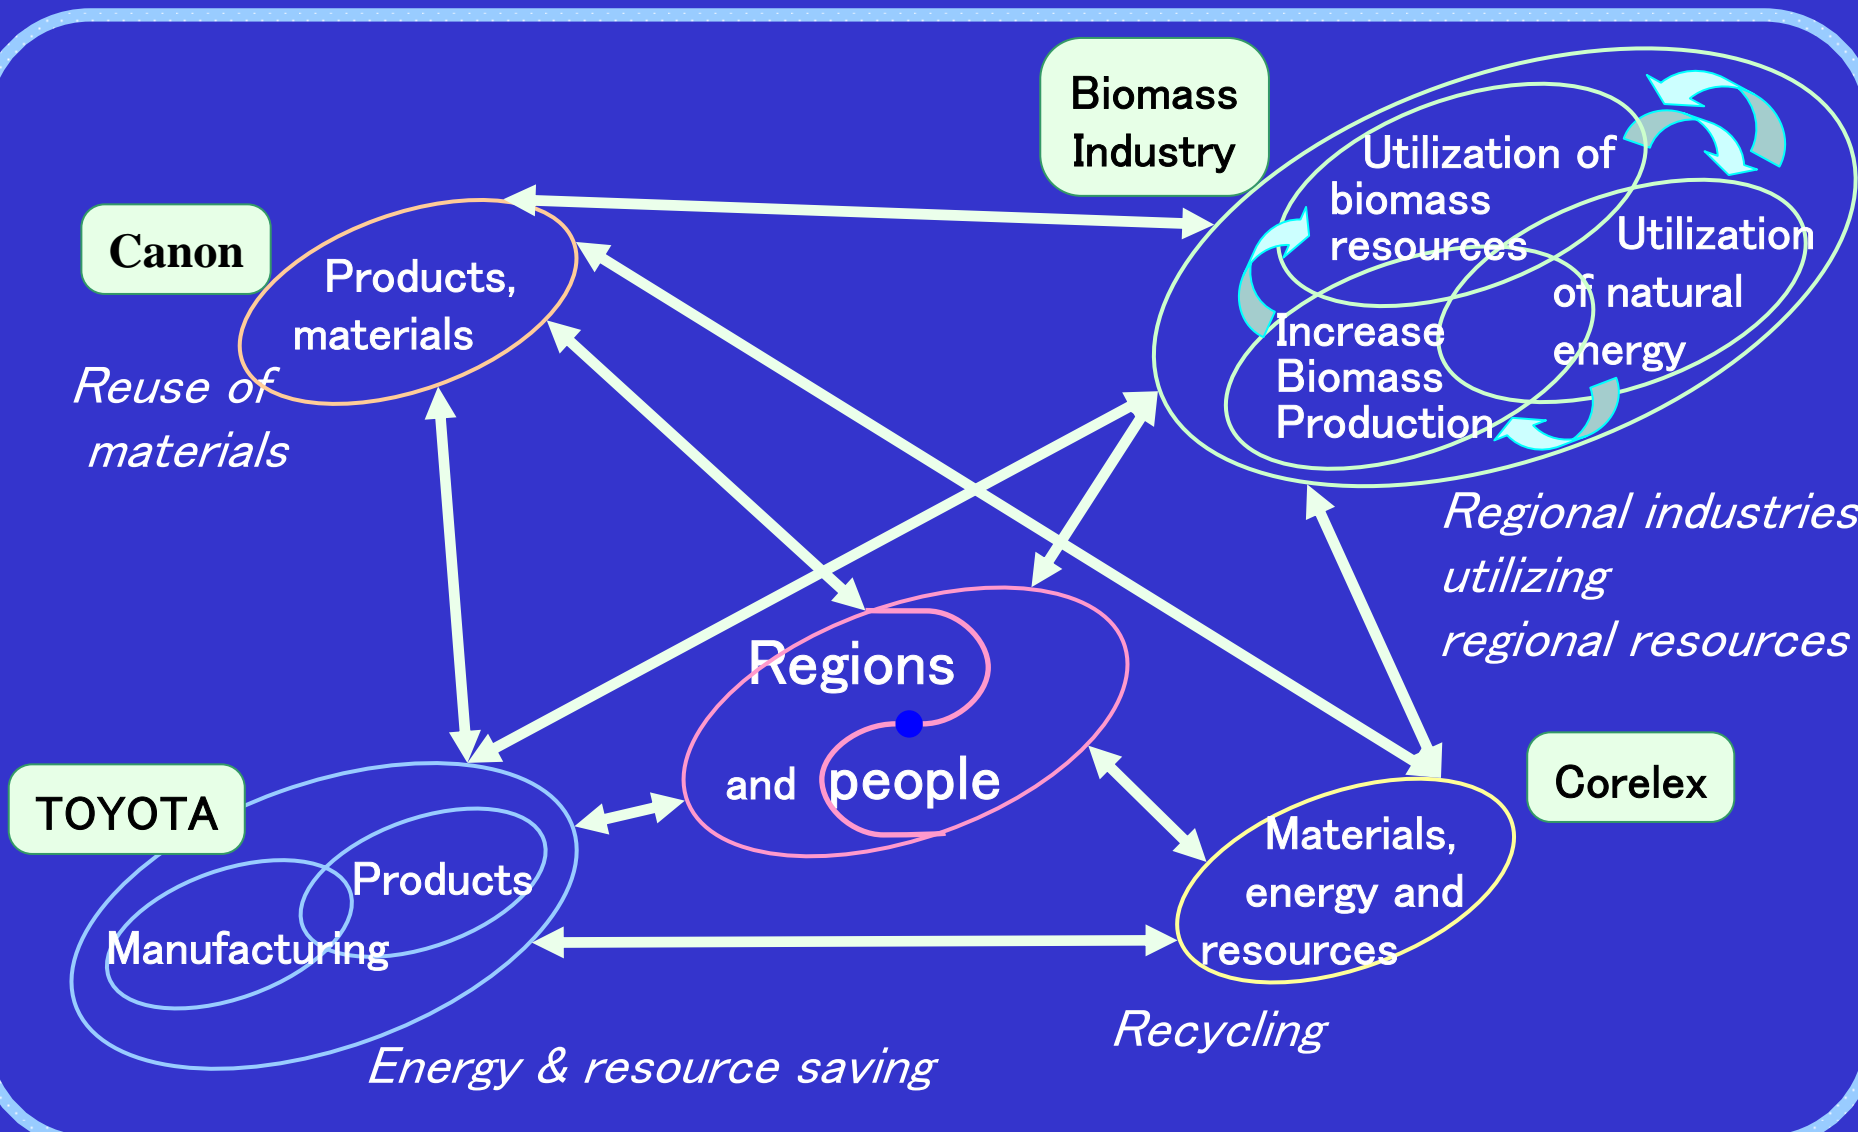 Biomass
Industry
Utilization of
biomass
resources
Utilization
of natural
energy
Increase
Biomass
Production
Canon
Products,
materials
Reuse of
materials
Regional industries
utilizing
regional resources
Regions
and people
TOYOTA
Products
Manufacturing
Energy & resource saving
Corelex
Materials,
energy and
resources
Recycling